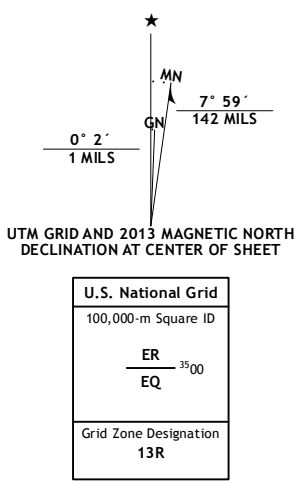 ★
MN
7° 59´
142 MILS
GN
0° 2´
1 MILS
UTM GRID AND 2013 MAGNETIC NORTH
DECLINATION AT CENTER OF SHEET
U.S. National Grid
100,000-m Square ID
ER
3500
EQ
Grid Zone Designation
13R